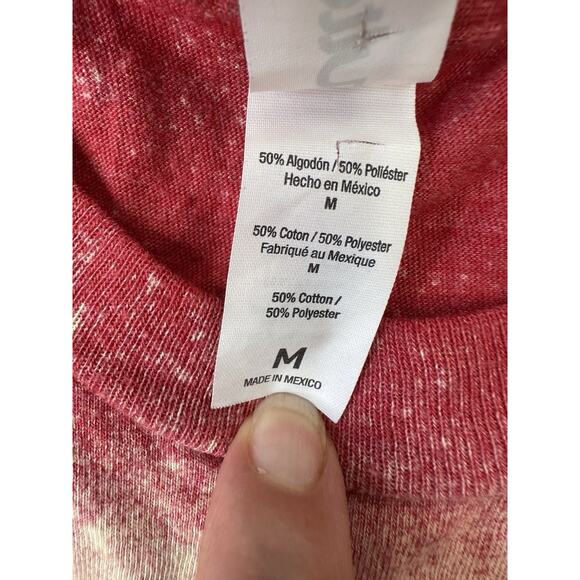 50% Algodón / 50% Poliéster
Hecho en México
M
50% Coton / 50% Polyester
Fabriqué au Mexique
M
50% Cotton /
50% Polyester
M
MADE IN MEXICO